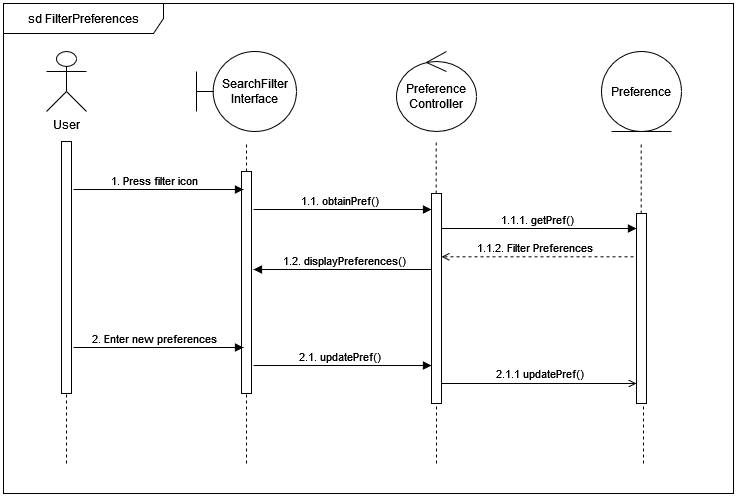 sd FilterPreferences
User
SearchFilter
Interface
Preference
Controller
Preference
1. Press filter icon
1.1. obtainPref()
1.1.1. getPref()
1.1.2. Filter Preferences
1.2. displayPreferences()
2. Enter new preferences
2.1. updatePref()
2.1.1 updatePref()